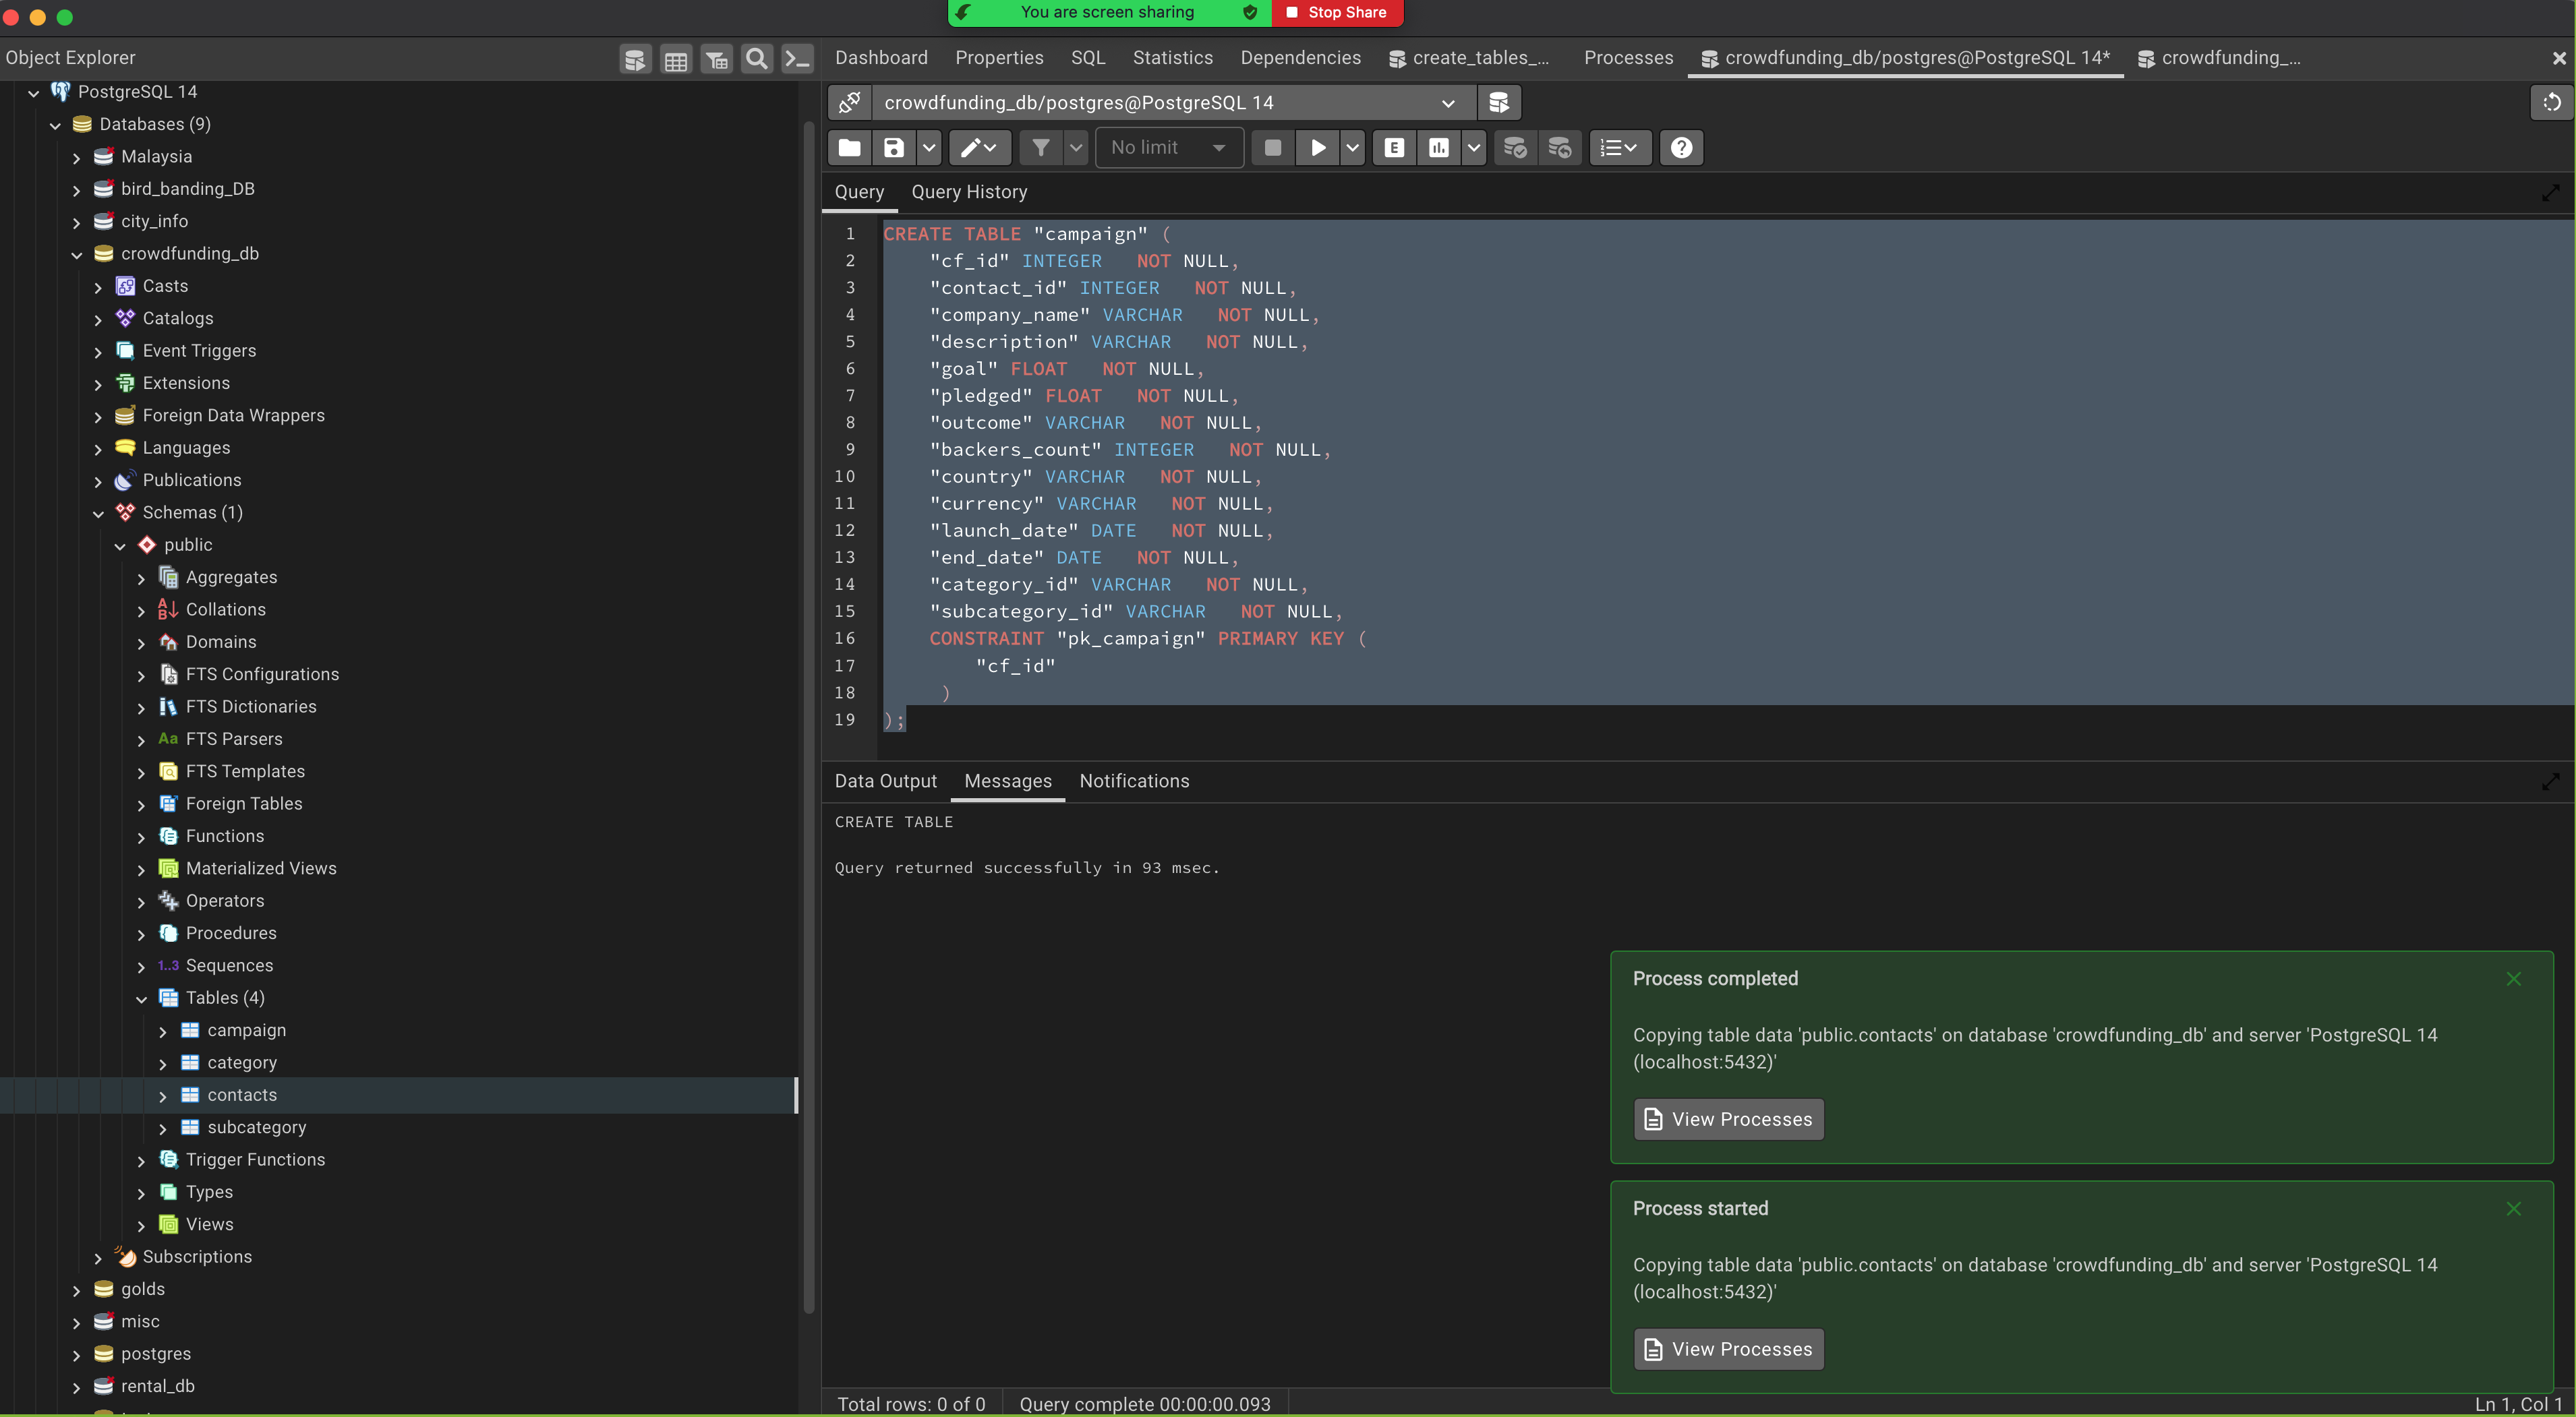 You are screen sharing
Stop Share
Object Explorer
Dashboard
Properties
SQL
Statistics
Dependencies
create_tables_...
Processes
crowdfunding_db/postgres@PostgreSQL 14*
crowdfunding_...
PostgreSQL 14
Databases (9)
Malaysia
bird_banding_DB
city_info
crowdfunding_db
Casts
Catalogs
Event Triggers
Extensions
Foreign Data Wrappers
Languages
Publications
Schemas (1)
public
Aggregates
Collations
Domains
FTS Configurations
FTS Dictionaries
Aa FTS Parsers
FTS Templates
Foreign Tables
Functions
Materialized Views
Operators
Procedures
1..3 Sequences
Tables (4)
campaign
category
contacts
subcategory
Trigger Functions
Types
Views
Subscriptions
golds
misc
postgres
rental_db
crowdfunding_db/postgres@PostgreSQL 14
No limit
E
Query
Query History
1 CREATE TABLE "campaign" (
2 "cf_id" INTEGER NOT NULL,
3 "contact_id" INTEGER NOT NULL,
4 "company_name" VARCHAR NOT NULL,
5 "description" VARCHAR NOT NULL,
6 "goal" FLOAT NOT NULL,
7 "pledged" FLOAT NOT NULL,
8 "outcome" VARCHAR NOT NULL,
9 "backers_count" INTEGER NOT NULL,
10 "country" VARCHAR NOT NULL,
11 "currency" VARCHAR NOT NULL,
12 "launch_date" DATE NOT NULL,
13 "end_date" DATE NOT NULL,
14 "category_id" VARCHAR NOT NULL,
15 "subcategory_id" VARCHAR NOT NULL,
16 CONSTRAINT "pk_campaign" PRIMARY KEY (
17 "cf_id"
18 )
19 );
Data Output
Messages
Notifications
CREATE TABLE
Query returned successfully in 93 msec.
Process completed
Copying table data 'public.contacts' on database 'crowdfunding_db' and server 'PostgreSQL 14
(localhost:5432)'
View Processes
Process started
Copying table data 'public.contacts' on database 'crowdfunding_db' and server 'PostgreSQL 14
(localhost:5432)'
View Processes
Total rows: 0 of 0
Query complete 00:00:00.093
Ln 1, Col 1